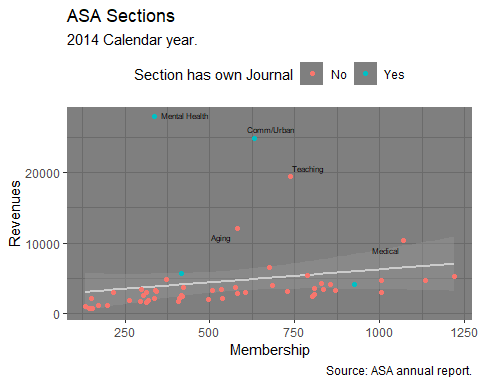 ASA Sections
2014 Calendar year.
Section has own Journal No Yes
Mental Health
Comm/Urban
Teaching
Aging
Medical
Revenues
20000
10000
0
250 500 750 1000 1250
Membership
Source: ASA annual report.